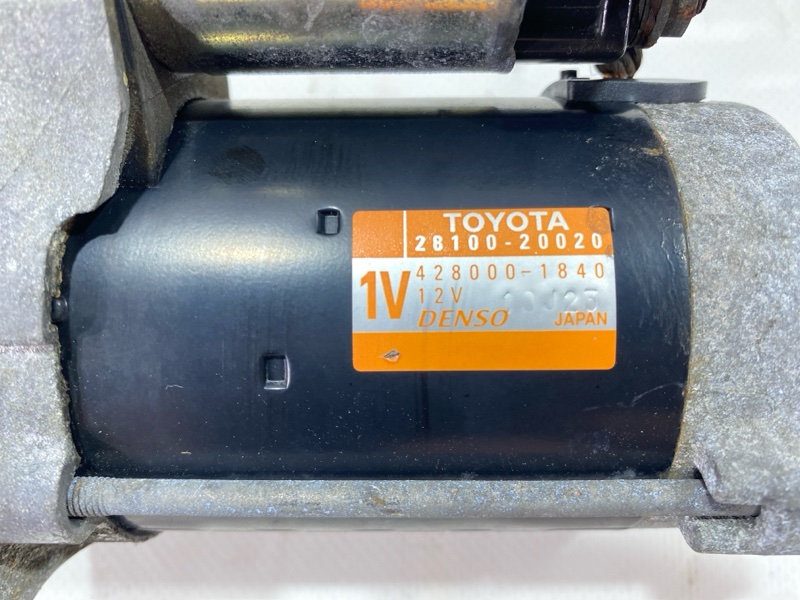 TOYOTA
28100-20020
1V
428000-1840
12V
DENSO JAPAN